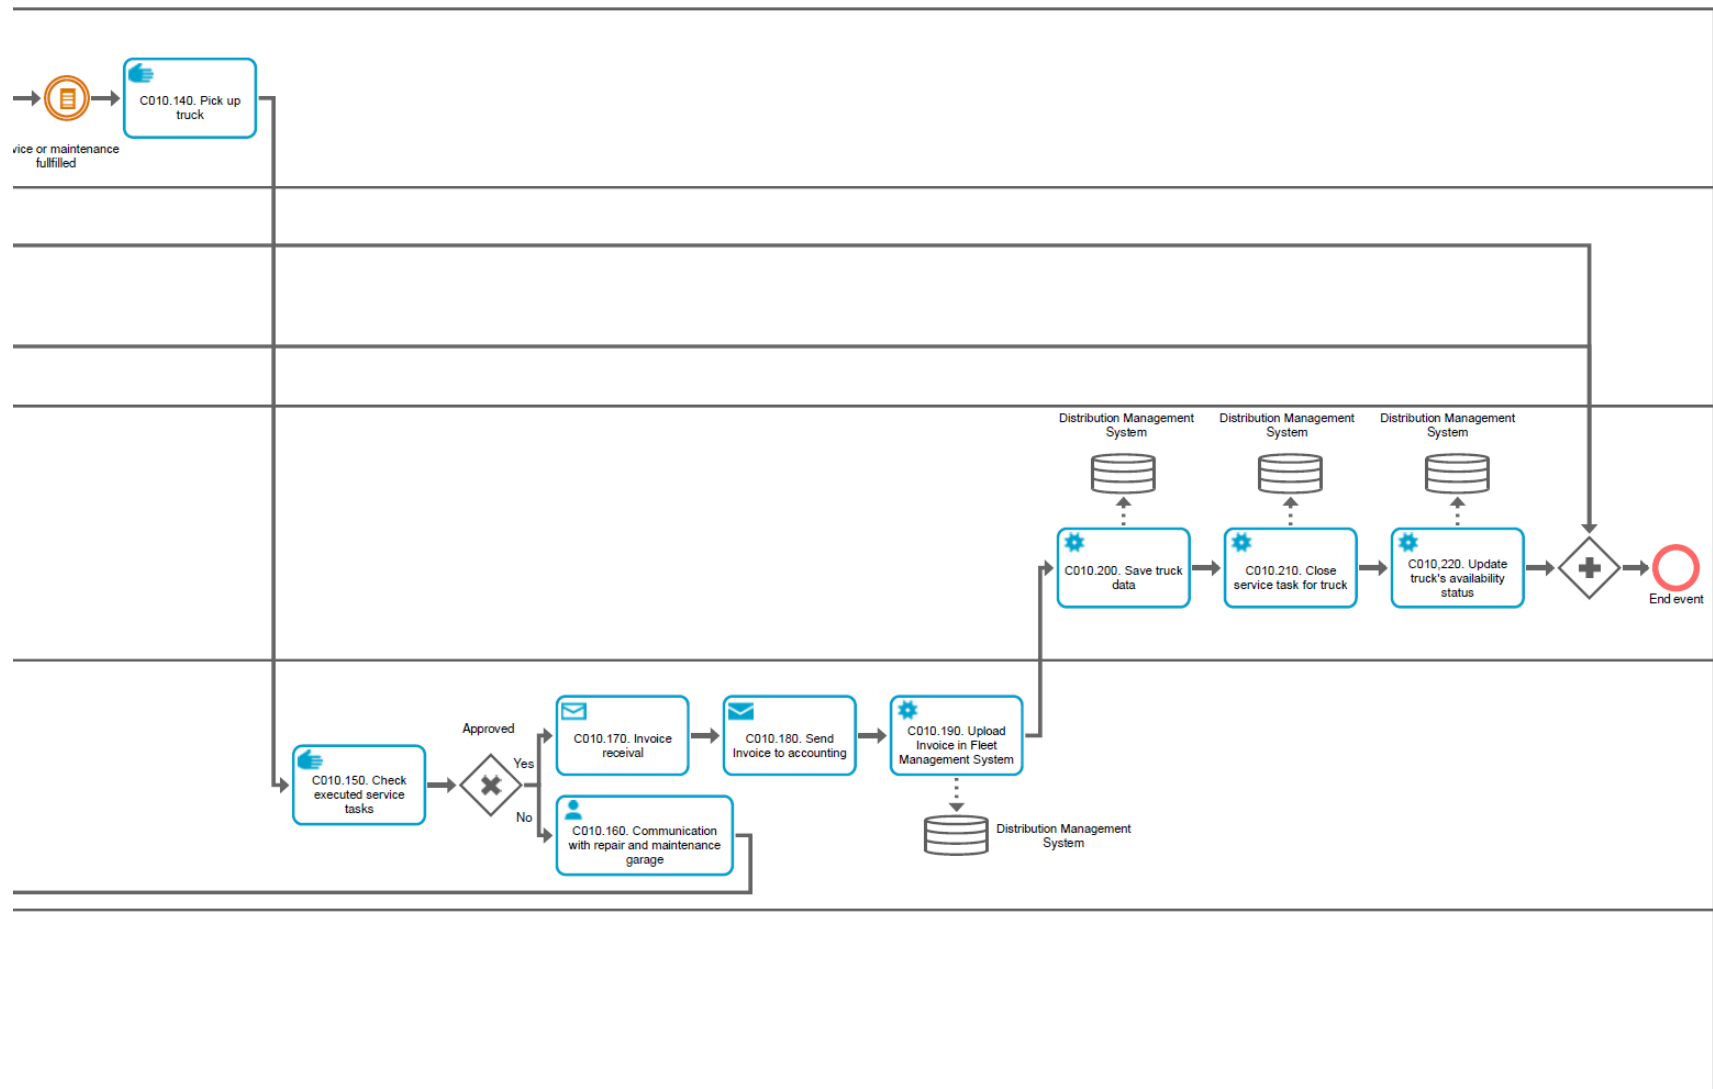 C010.140. Pick up
truck
vice or maintenance
fullfilled
Distribution Management
System
Distribution Management
System
Distribution Management
System
C010.200. Save truck
data
C010.210. Close
service task for truck
C010,220. Update
truck's availability
status
End event
Approved
Yes
No
C010.150. Check
executed service
tasks
C010.170. Invoice
receival
C010.180. Send
Invoice to accounting
C010.190. Upload
Invoice in Fleet
Management System
C010.160. Communication
with repair and maintenance
garage
Distribution Management
System